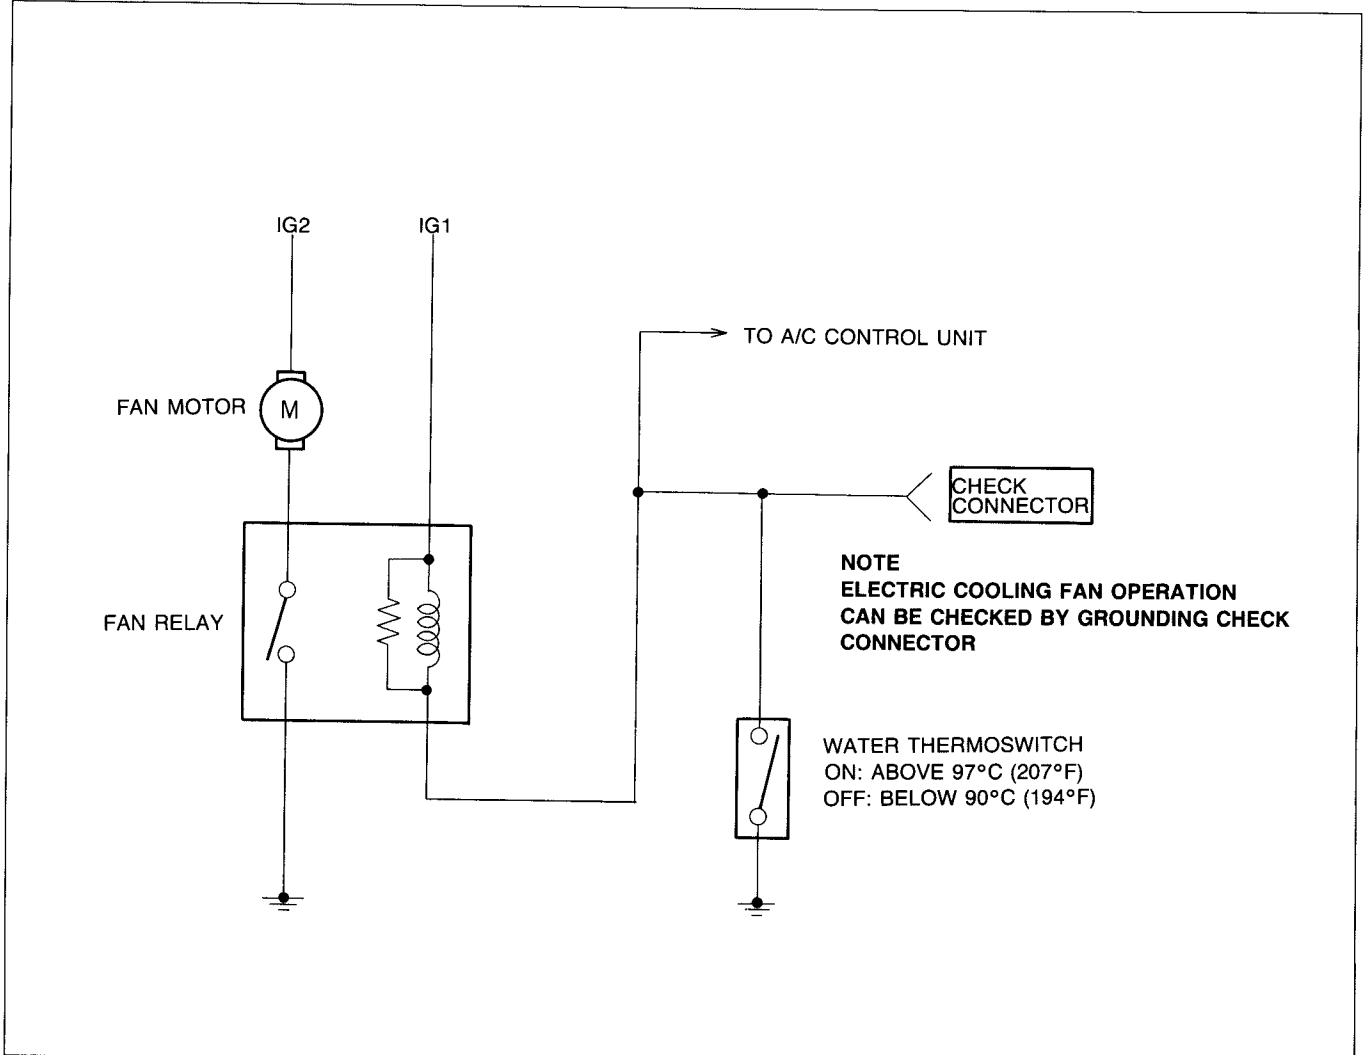 IG2
IG1
TO A/C CONTROL UNIT
FAN MOTOR
M
CHECK
CONNECTOR
NOTE
ELECTRIC COOLING FAN OPERATION
CAN BE CHECKED BY GROUNDING CHECK
CONNECTOR
FAN RELAY
WATER THERMOSWITCH
ON: ABOVE 97°C (207°F)
OFF: BELOW 90°C (194°F)